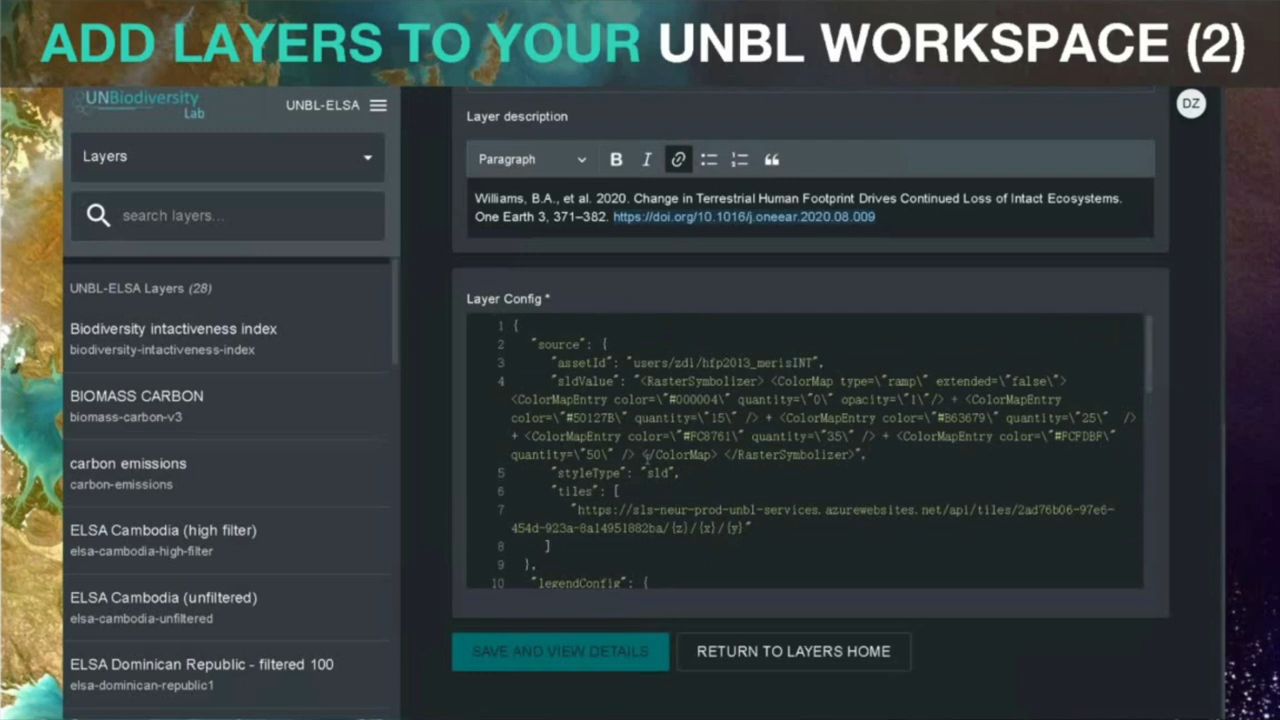 ADD LAYERS TO YOUR UNBL WORKSPACE (2)
UNBiodiversity
Lab
UNBL-ELSA
Layers
search layers...
UNBL-ELSA Layers (28)
Biodiversity intactiveness index
biodiversity-intactiveness-index
BIOMASS CARBON
biomass-carbon-v3
carbon emissions
carbon-emissions
ELSA Cambodia (high filter)
elsa-cambodia-high-filter
ELSA Cambodia (unfiltered)
elsa-cambodia-unfiltered
ELSA Dominican Republic - filtered 100
elsa-dominican-republic1
DZ
Layer description
Paragraph
B I
Williams, B.A., et al. 2020. Change in Terrestrial Human Footprint Drives Continued Loss of Intact Ecosystems.
One Earth 3, 371–382. https://doi.org/10.1016/j.oneear.2020.08.009
Layer Config *
1 {
2 "source": {
3 "assetId": "users/zdi/hfp2013_merisINT",
4 "sldValue": "<RasterSymbolizer> <ColorMap type=\"ramp\" extended=\"false\">
<ColorMapEntry color=\"#000004\" quantity=\"0\" opacity=\"1\"/> + <ColorMapEntry
color=\"#50127B\" quantity=\"15\" /> + <ColorMapEntry color=\"#B63679\" quantity=\"25\" />
+ <ColorMapEntry color=\"#FC8761\" quantity=\"35\" /> + <ColorMapEntry color=\"#FCFDBF\"
quantity=\"50\" /> </ColorMap> </RasterSymbolizer>",
5 "styleType": "sld",
6 "tiles": [
7 "https://sls-neur-prod-unbl-services.azurewebsites.net/api/tiles/2ad76b06-97e6-
454d-923a-8a14951882ba/{z}/{x}/{y}"
8 ]
9 },
10 "legendConfig": {
SAVE AND VIEW DETAILS
RETURN TO LAYERS HOME